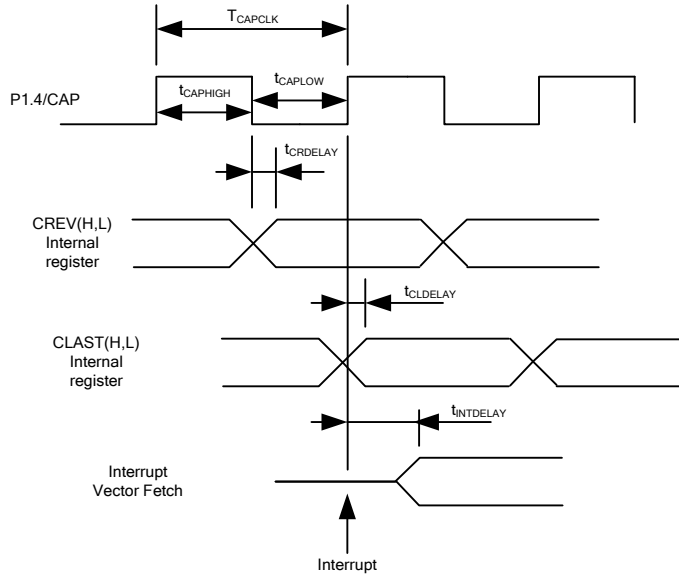 TCAPCLK
tCAPHIGH
tCAPLOW
P1.4/CAP
tCRDELAY
CREV(H,L)
Internal
register
tCLDELAY
CLAST(H,L)
Internal
register
tINTDELAY
Interrupt
Vector Fetch
Interrupt